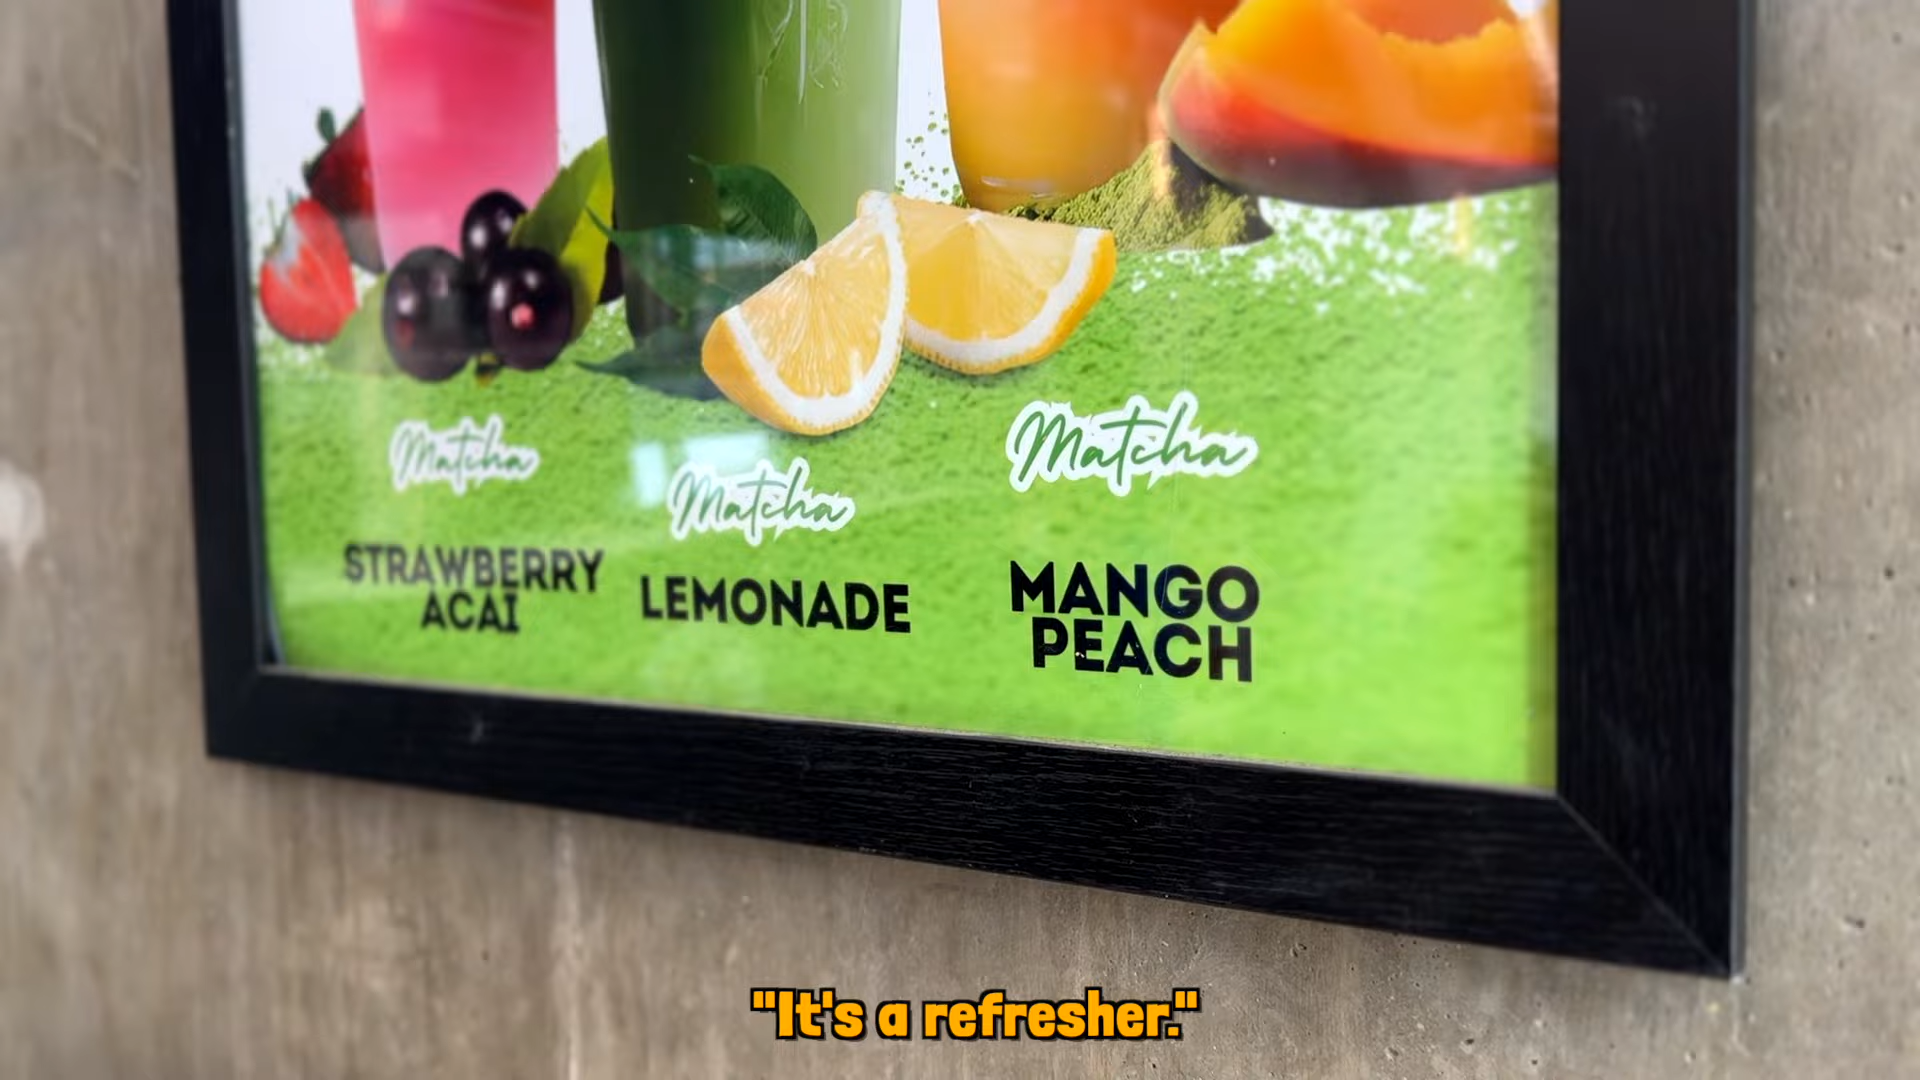 Matcha
STRAWBERRY
ACAI
Matcha
LEMONADE
Matcha
MANGO
PEACH
"It's a refresher."